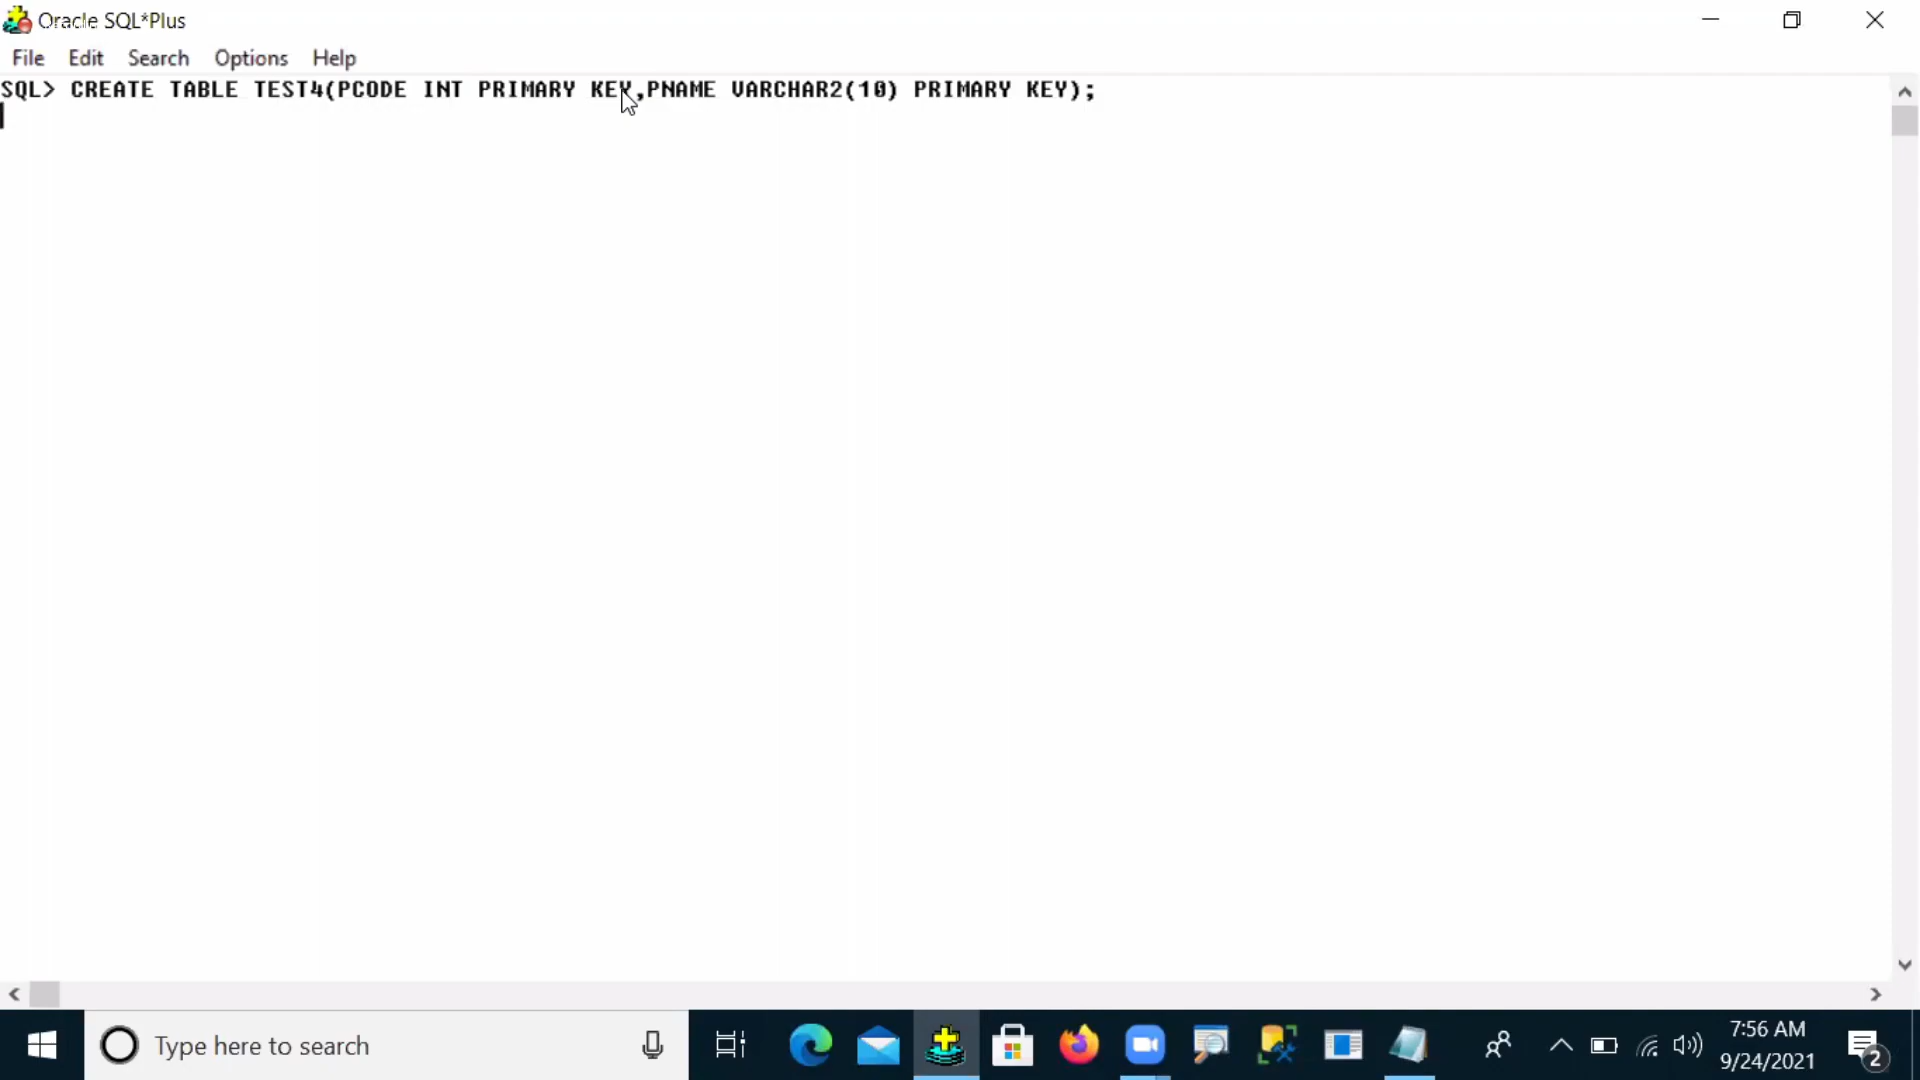 Oracle SQL*Plus
File Edit Search Options Help
SQL> CREATE TABLE TEST4(PCODE INT PRIMARY KEY,PNAME VARCHAR2(10) PRIMARY KEY);
Type here to search
7:56 AM
9/24/2021
2